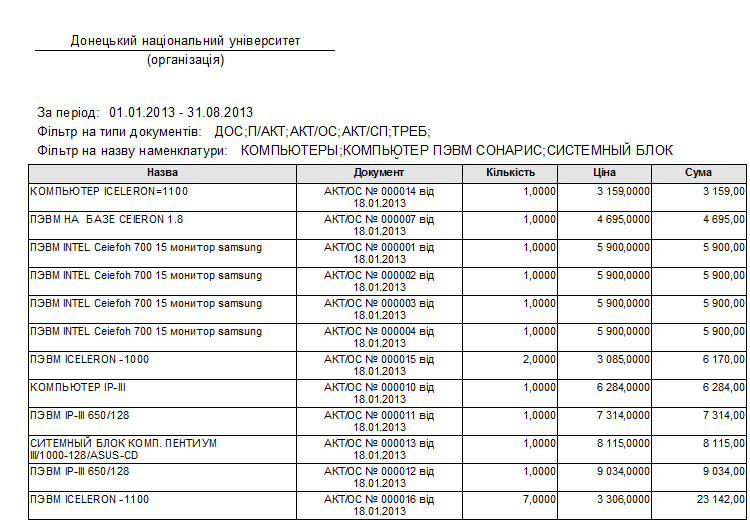 Донецький національний університет
(організація)
За період: 01.01.2013 - 31.08.2013
Фільтр на типи документів: ДОС;П/АКТ;АКТ/ОС;АКТ/СП;ТРЕБ;
Фільтр на назву наменклатури: КОМПЬЮТЕРЫ;КОМПЬЮТЕР ПЭВМ СОНАРИС;СИСТЕМНЫЙ БЛОК
Назва Документ Кількість Ціна Сума
КОМПЬЮТЕР ICELERON=1100 АКТ/ОС № 000014 від 1,0000 3 159,0000 3 159,00
18.01.2013
ПЭВМ НА БАЗЕ CEIERON 1.8 АКТ/ОС № 000007 від 1,0000 4 695,0000 4 695,00
18.01.2013
ПЭВМ INTEL Ceiefoh 700 15 монитор samsung АКТ/ОС № 000001 від 1,0000 5 900,0000 5 900,00
18.01.2013
ПЭВМ INTEL Ceiefoh 700 15 монитор samsung АКТ/ОС № 000002 від 1,0000 5 900,0000 5 900,00
18.01.2013
ПЭВМ INTEL Ceiefoh 700 15 монитор samsung АКТ/ОС № 000003 від 1,0000 5 900,0000 5 900,00
18.01.2013
ПЭВМ INTEL Ceiefoh 700 15 монитор samsung АКТ/ОС № 000004 від 1,0000 5 900,0000 5 900,00
18.01.2013
ПЭВМ ICELERON -1000 АКТ/ОС № 000015 від 2,0000 3 085,0000 6 170,00
18.01.2013
КОМПЬЮТЕР IP-III АКТ/ОС № 000010 від 1,0000 6 284,0000 6 284,00
18.01.2013
ПЭВМ IP-III 650/128 АКТ/ОС № 000011 від 1,0000 7 314,0000 7 314,00
18.01.2013
СИТЕМНЫЙ БЛОК КОМП. ПЕНТИУМ АКТ/ОС № 000013 від 1,0000 8 115,0000 8 115,00
III/1000-128/ASUS-CD 18.01.2013
ПЭВМ IP-III 650/128 АКТ/ОС № 000012 від 1,0000 9 034,0000 9 034,00
18.01.2013
ПЭВМ ICELERON -1100 АКТ/ОС № 000016 від 7,0000 3 306,0000 23 142,00
18.01.2013